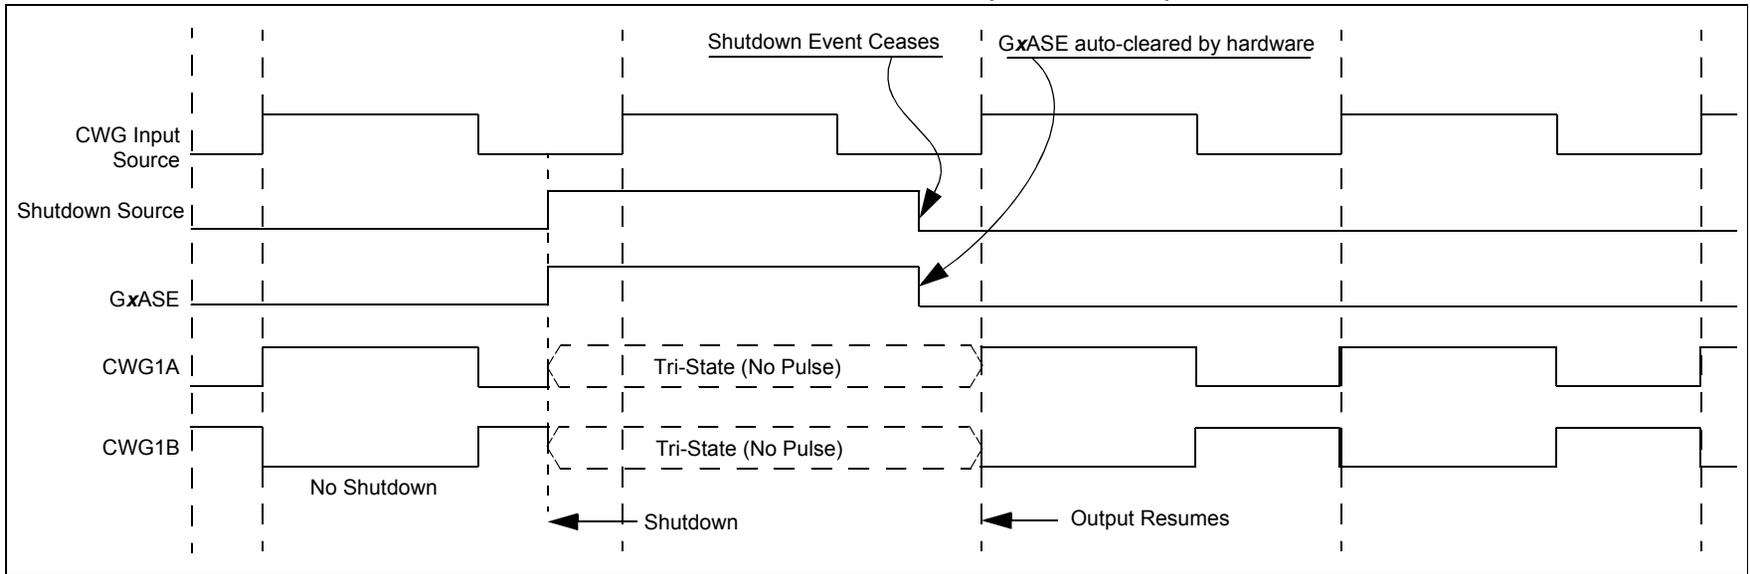 Shutdown Event Ceases
GxASE auto-cleared by hardware
CWG Input
Source
Shutdown Source
GxASE
CWG1A
Tri-State (No Pulse)
CWG1B
Tri-State (No Pulse)
No Shutdown
Shutdown
Output Resumes